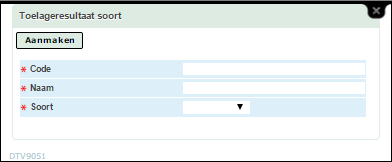 Toelageresultaat soort
Aanmaken
* Code
* Naam
* Soort
DTV9051